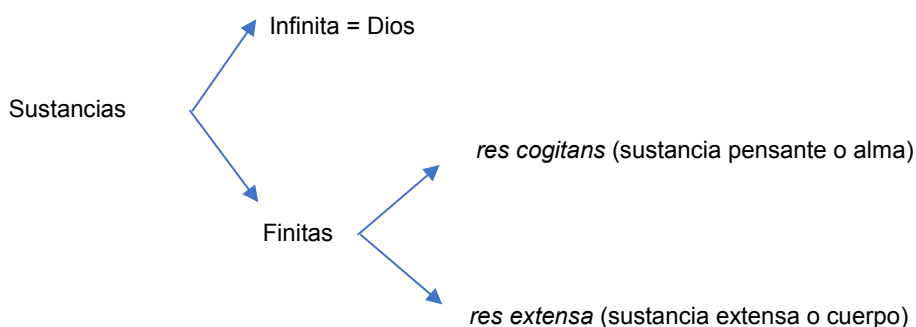 Infinita = Dios
Sustancias
res cogitans (sustancia pensante o alma)
Finitas
res extensa (sustancia extensa o cuerpo)